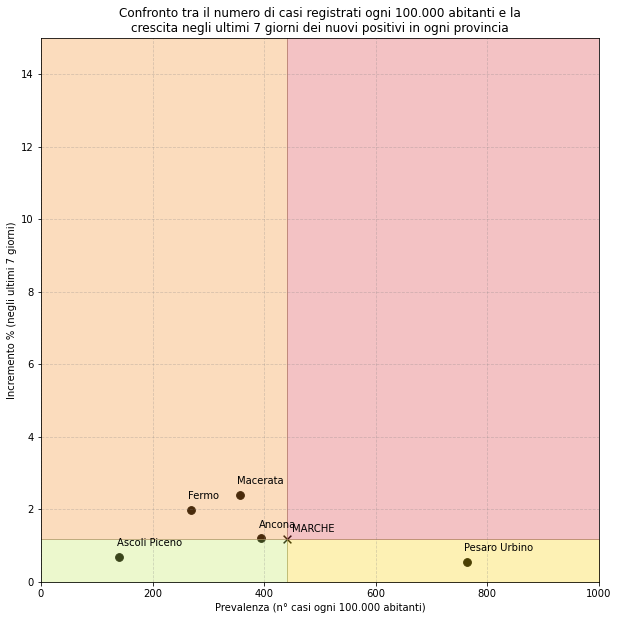 Confronto tra il numero di casi registrati ogni 100.000 abitanti e la
crescita negli ultimi 7 giorni dei nuovi positivi in ogni provincia
Incremento % (negli ultimi 7 giorni)
14
12
10
8
6
4
2
0
Macerata
Fermo
Ancona
MARCHE
Ascoli Piceno
Pesaro Urbino
0 200 400 600 800 1000
Prevalenza (n° casi ogni 100.000 abitanti)